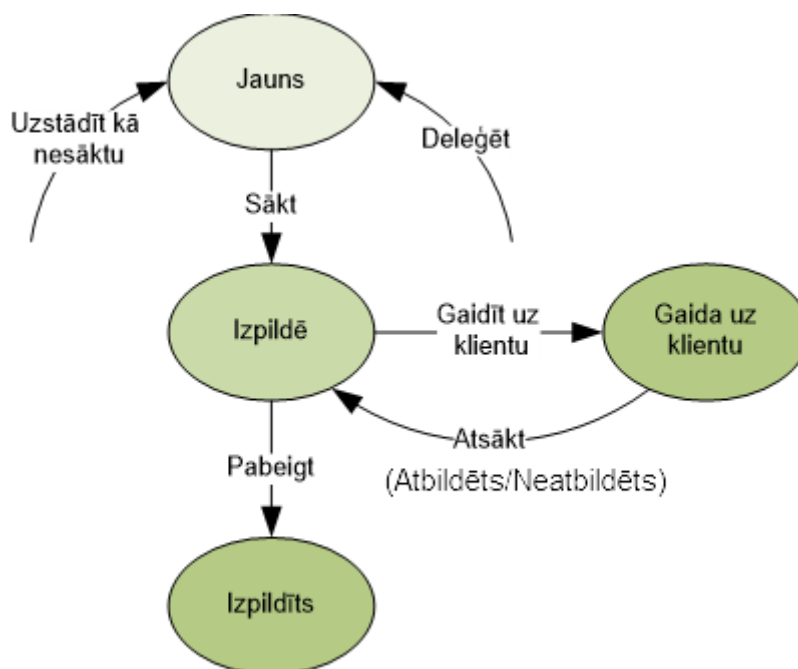 Jauns
Uzstādīt kā
nesāktu
Deleģēt
Sākt
Izpildē
Gaidīt uz
klientu
Gaida uz
klientu
Atsākt
(Atbildēts/Neatbildēts)
Pabeigt
Izpildīts